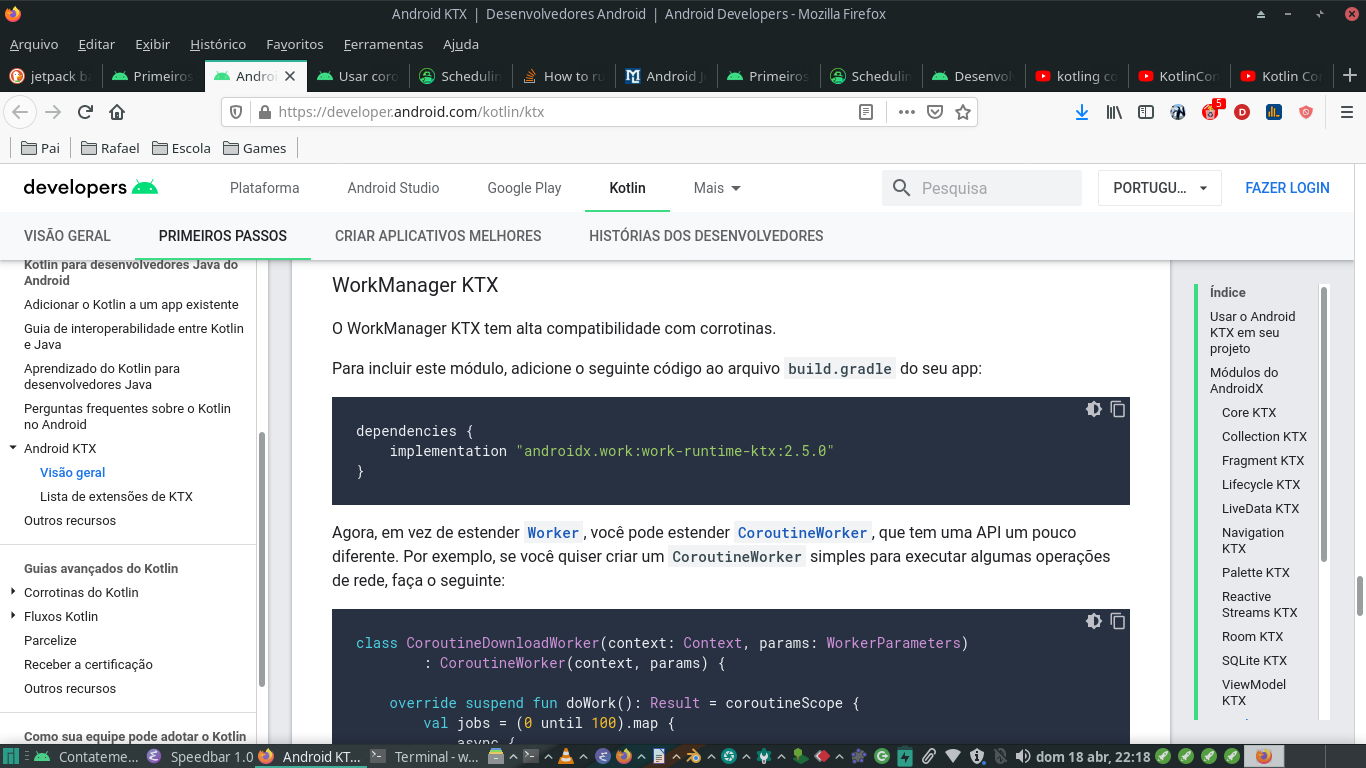 Android KTX | Desenvolvedores Android | Android Developers - Mozilla Firefox
Arquivo Editar Exibir Histórico Favoritos Ferramentas Ajuda
jetpack ba Primeiros Androi Usar coro Schedulin How to ru Android J Primeiros Schedulin Desenvol kotling co KotlinCon Kotlin Cor
https://developer.android.com/kotlin/ktx
5
Pai Rafael Escola Games
developers Plataforma Android Studio Google Play Kotlin Mais Pesquisa PORTUGU... FAZER LOGIN
VISÃO GERAL PRIMEIROS PASSOS CRIAR APLICATIVOS MELHORES HISTÓRIAS DOS DESENVOLVEDORES
Kotlin para desenvolvedores Java do
Android
Adicionar o Kotlin a um app existente
Guia de interoperabilidade entre Kotlin
e Java
Aprendizado do Kotlin para
desenvolvedores Java
Perguntas frequentes sobre o Kotlin
no Android
Android KTX
Visão geral
Lista de extensões de KTX
Outros recursos
Guias avançados do Kotlin
Corrotinas do Kotlin
Fluxos Kotlin
Parcelize
Receber a certificação
Outros recursos
Como sua equipe pode adotar o Kotlin
WorkManager KTX
O WorkManager KTX tem alta compatibilidade com corrotinas.
Para incluir este módulo, adicione o seguinte código ao arquivo build.gradle do seu app:
dependencies {
implementation "androidx.work:work-runtime-ktx:2.5.0"
}
Agora, em vez de estender Worker, você pode estender CoroutineWorker, que tem uma API um pouco
diferente. Por exemplo, se você quiser criar um CoroutineWorker simples para executar algumas operações
de rede, faça o seguinte:
class CoroutineDownloadWorker(context: Context, params: WorkerParameters)
: CoroutineWorker(context, params) {
override suspend fun doWork(): Result = coroutineScope {
val jobs = (0 until 100).map {
async {
Índice
Usar o Android
KTX em seu
projeto
Módulos do
AndroidX
Core KTX
Collection KTX
Fragment KTX
Lifecycle KTX
LiveData KTX
Navigation
KTX
Palette KTX
Reactive
Streams KTX
Room KTX
SQLite KTX
ViewModel
KTX
Contateme... Speedbar 1.0 Android KT... Terminal - w... dom 18 abr, 22:18